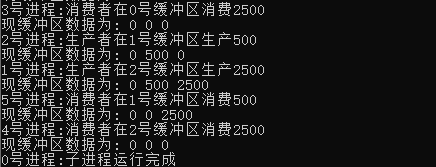 3号进程:消费者在0号缓冲区消费2500
现缓冲区数据为: 0 0 0
2号进程:生产者在1号缓冲区生产500
现缓冲区数据为: 0 500 0
1号进程:生产者在2号缓冲区生产2500
现缓冲区数据为: 0 500 2500
5号进程:消费者在1号缓冲区消费500
现缓冲区数据为: 0 0 2500
4号进程:消费者在2号缓冲区消费2500
现缓冲区数据为: 0 0 0
0号进程:子进程运行完成